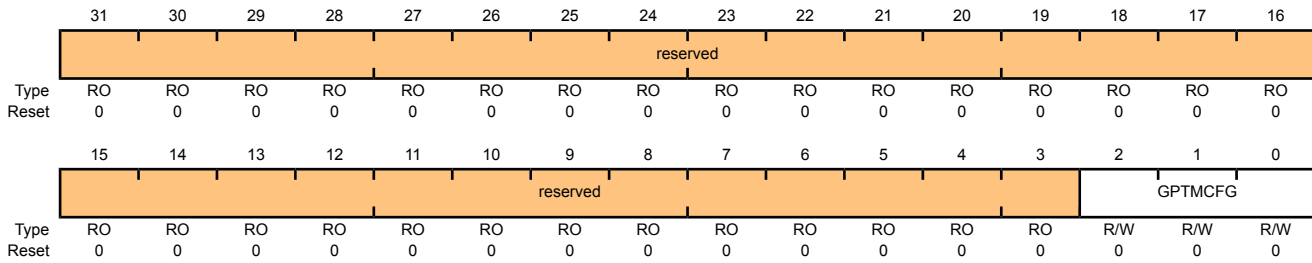 31 30 29 28 27 26 25 24 23 22 21 20 19 18 17 16
reserved
Type RO RO RO RO RO RO RO RO RO RO RO RO RO RO RO RO
Reset 0 0 0 0 0 0 0 0 0 0 0 0 0 0 0 0
15 14 13 12 11 10 9 8 7 6 5 4 3 2 1 0
reserved GPTMCFG
Type RO RO RO RO RO RO RO RO RO RO RO RO RO R/W R/W R/W
Reset 0 0 0 0 0 0 0 0 0 0 0 0 0 0 0 0